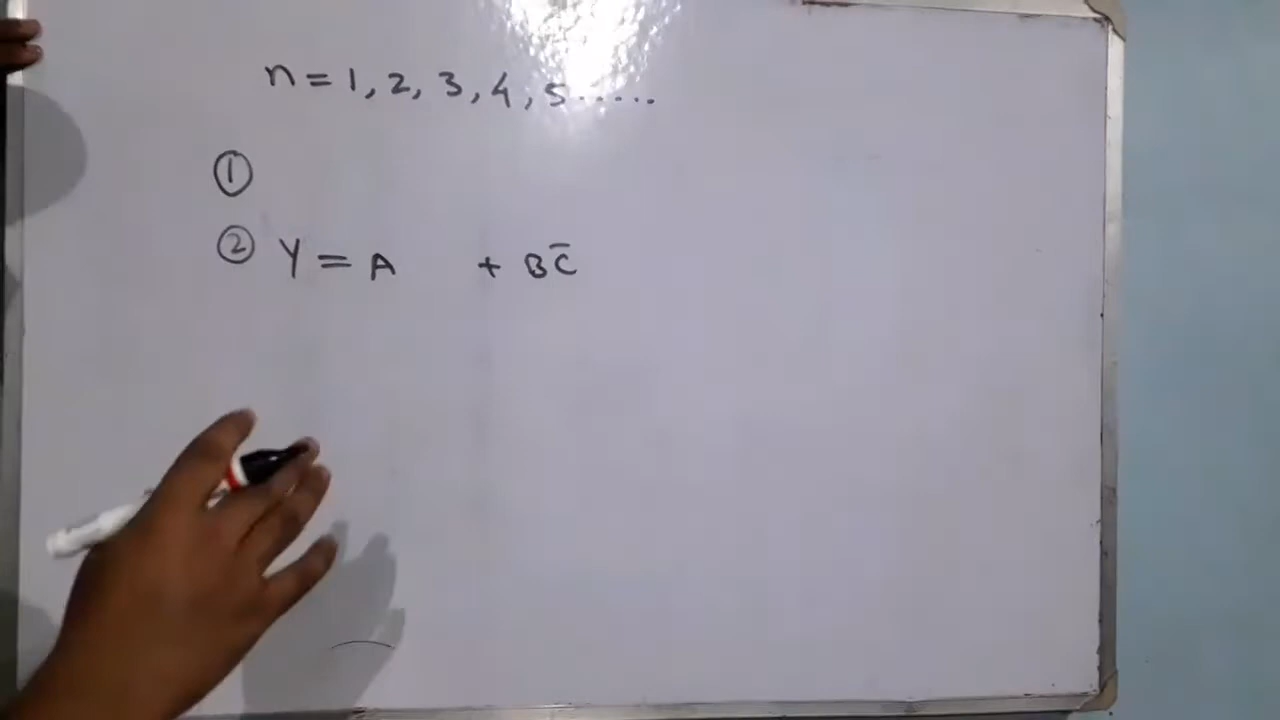 n = 1, 2, 3, 4, 5......
①
② Y = A + BC̅